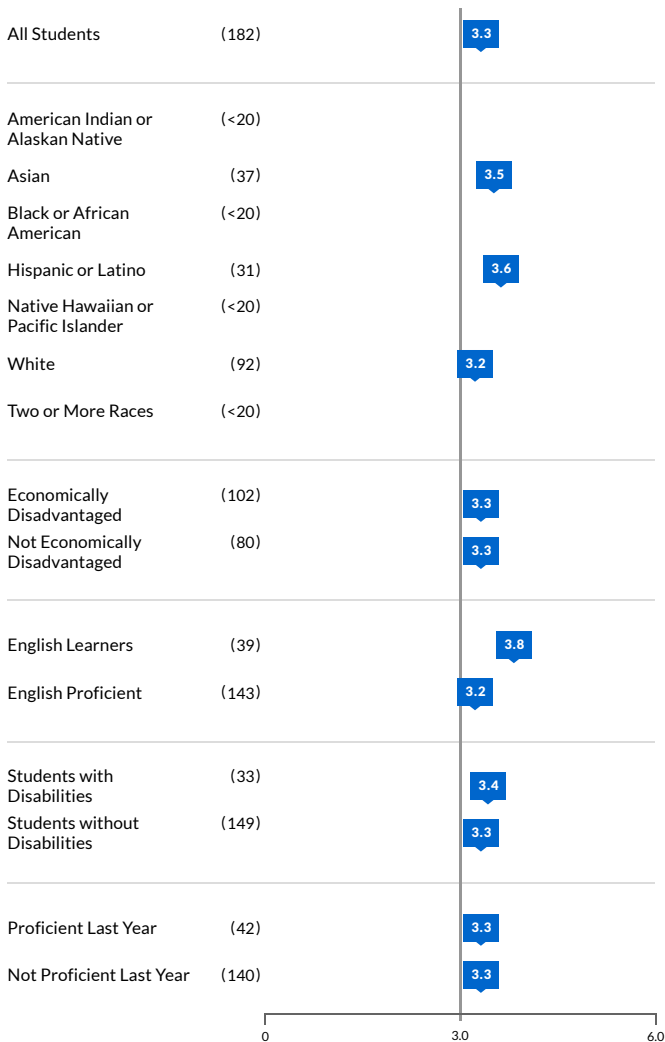 All Students (182) 3.3
American Indian or (<20)
Alaskan Native
Asian (37) 3.5
Black or African (<20)
American
Hispanic or Latino (31) 3.6
Native Hawaiian or (<20)
Pacific Islander
White (92) 3.2
Two or More Races (<20)
Economically (102) 3.3
Disadvantaged
Not Economically (80) 3.3
Disadvantaged
English Learners (39) 3.8
English Proficient (143) 3.2
Students with (33) 3.4
Disabilities
Students without (149) 3.3
Disabilities
Proficient Last Year (42) 3.3
Not Proficient Last Year (140) 3.3
0 3.0 6.0